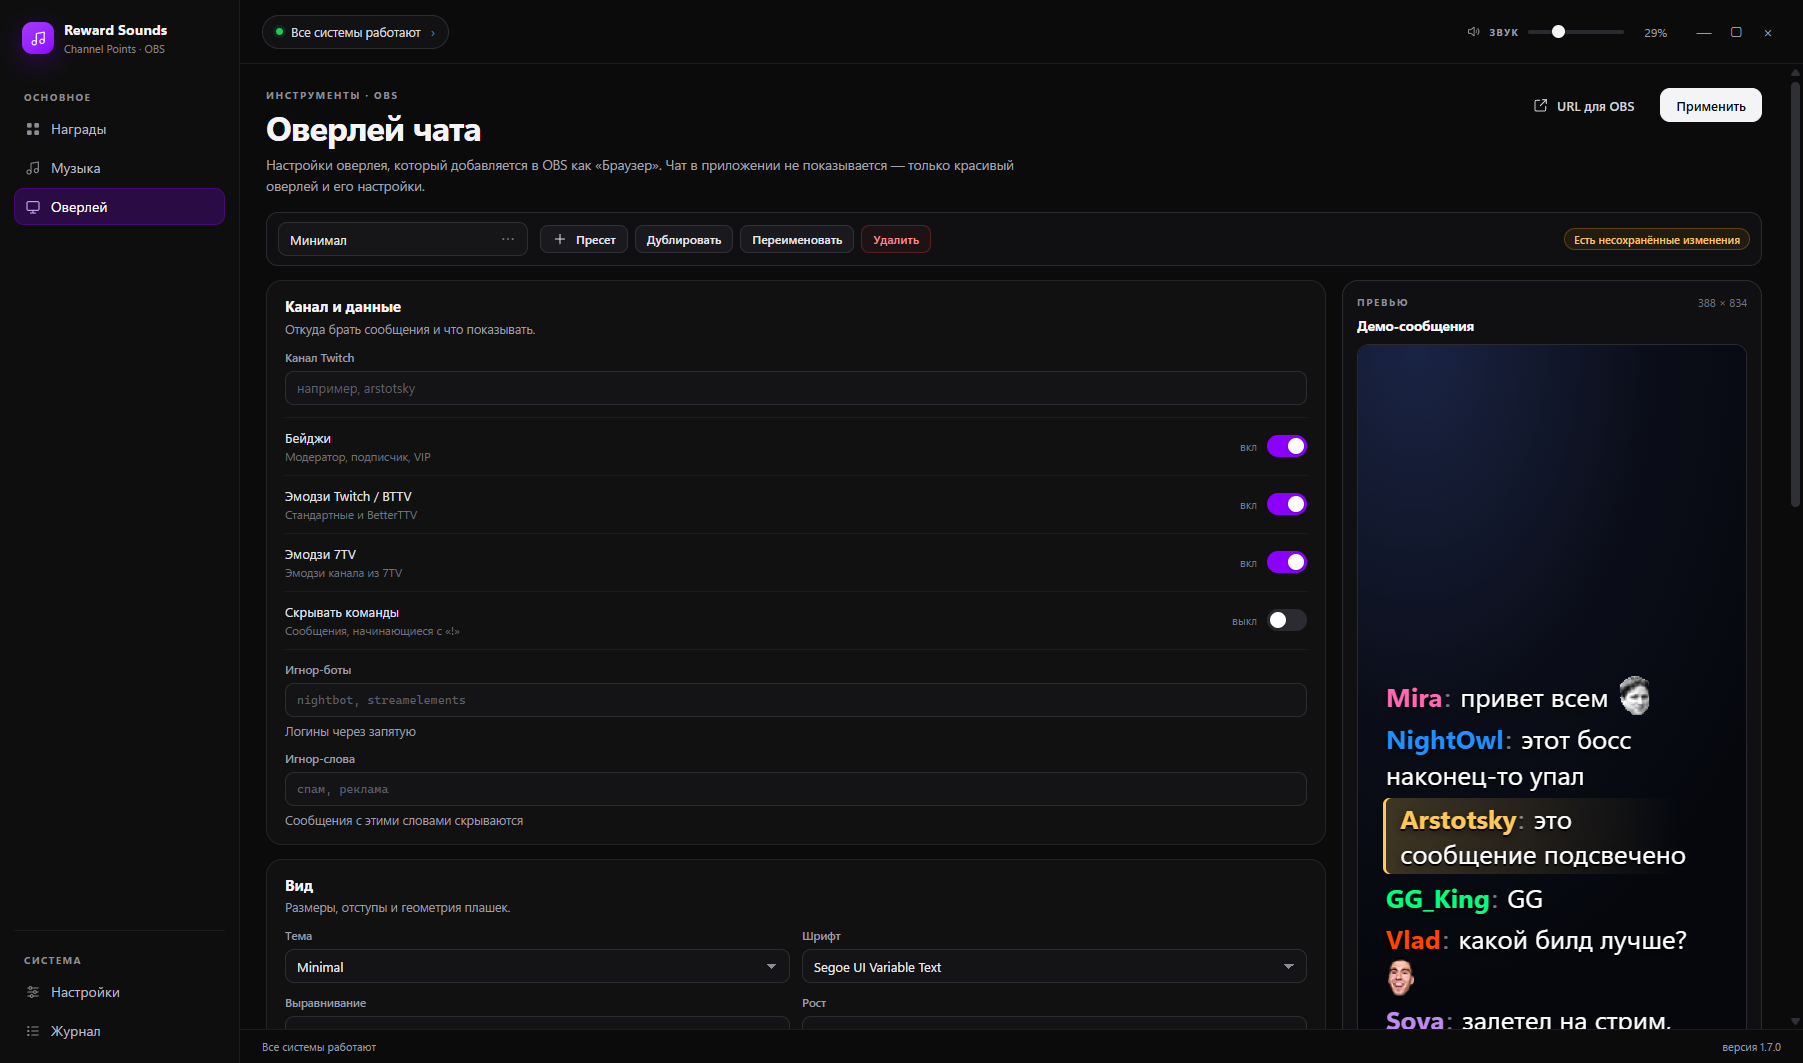 Reward Sounds
Channel Points · OBS
ОСНОВНОЕ
Награды
Музыка
Оверлей
СИСТЕМА
Настройки
Журнал
Все системы работают ›
ЗВУК
29%
ИНСТРУМЕНТЫ · OBS
Оверлей чата
Настройки оверлея, который добавляется в OBS как «Браузер». Чат в приложении не показывается — только красивый
оверлей и его настройки.
URL для OBS
Применить
Минимал
Пресет
Дублировать
Переименовать
Удалить
Есть несохранённые изменения
Канал и данные
Откуда брать сообщения и что показывать.
Канал Twitch
например, arstotsky
Бейджи
Модератор, подписчик, VIP
вкл
Эмодзи Twitch / BTTV
Стандартные и BetterTTV
вкл
Эмодзи 7TV
Эмодзи канала из 7TV
вкл
Скрывать команды
Сообщения, начинающиеся с «!»
выкл
Игнор-боты
nightbot, streamelements
Логины через запятую
Игнор-слова
спам, реклама
Сообщения с этими словами скрываются
Вид
Размеры, отступы и геометрия плашек.
Тема
Minimal
Шрифт
Segoe UI Variable Text
Выравнивание
Рост
ПРЕВЬЮ
388 × 834
Демо-сообщения
Mira: привет всем
NightOwl: этот босс
наконец-то упал
Arstotsky: это
сообщение подсвечено
GG_King: GG
Vlad: какой билд лучше?
Sova: залетел на стрим,
Все системы работают
версия 1.7.0